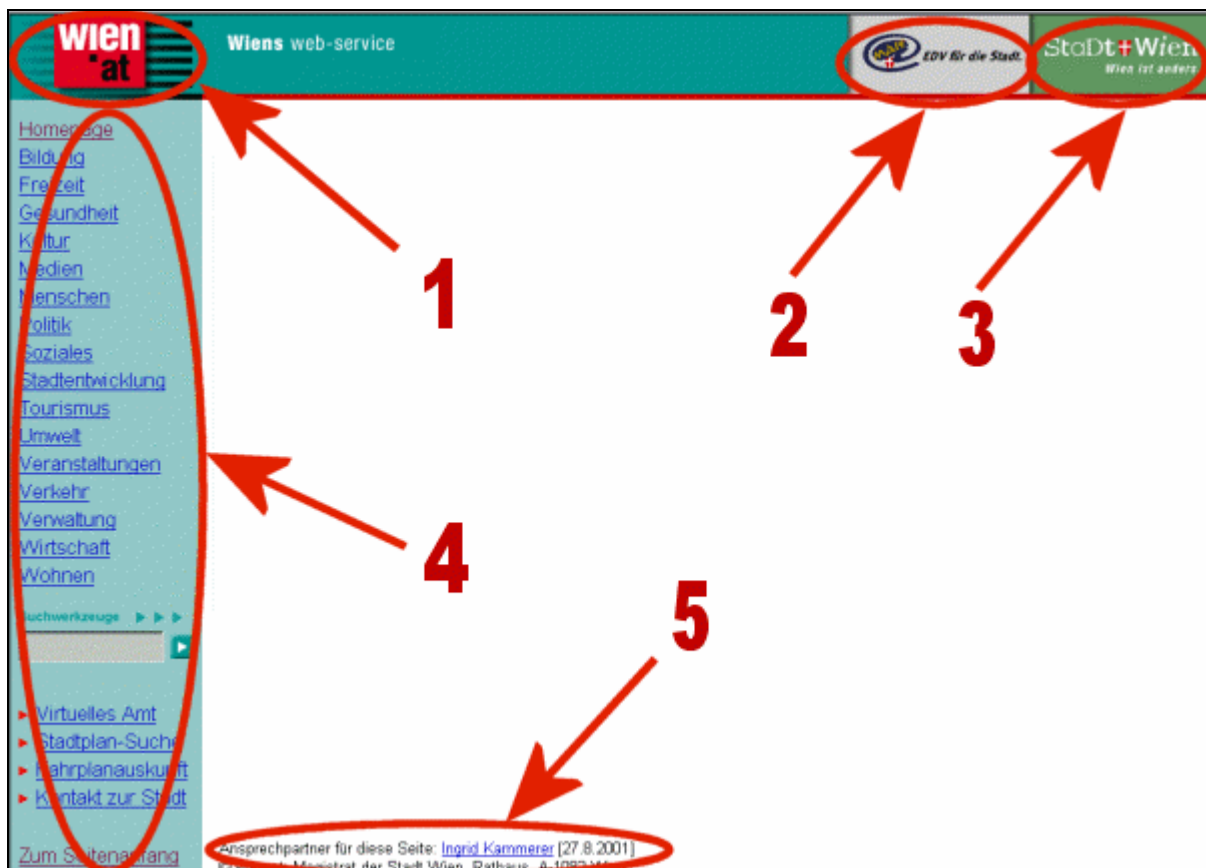 wien
at
Wiens web-service
EDV für die Stadt.
StaDt Wien
Wien ist anders
Homepage
Bildung
Freizeit
Gesundheit
Kultur
Medien
Menschen
Politik
Soziales
Stadtentwicklung
Tourismus
Umwelt
Veranstaltungen
Verkehr
Verwaltung
Wirtschaft
Wohnen
Suchwerkzeuge
Virtuelles Amt
Stadtplan-Suche
Fahrplanauskunft
Kontakt zur Stadt
Zum Seitenanfang
1
2
3
4
5
Ansprechpartner für diese Seite: Ingrid Kammerer [27.8.2001]
Magistrat der Stadt Wien, Rathaus, A-1082